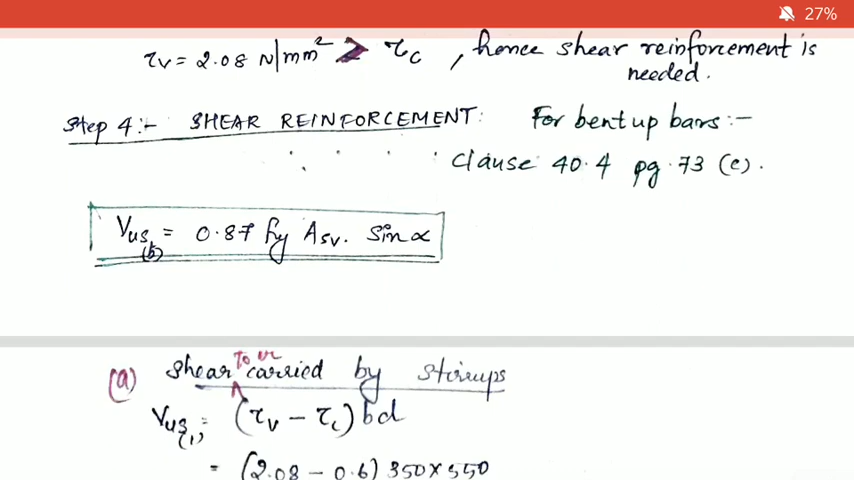 27%
τv = 2.08 N/mm² > τc , hence shear reinforcement is
needed.
Step 4:- SHEAR REINFORCEMENT: For bentup bars:-
Clause 40.4 pg.73 (c).
Vus(b) = 0.87 fy Asv. Sin α
to be
(a) Shear carried by stirrups
Vus(1) = (τv - τc) bd
= (2.08 - 0.6) 350 × 550